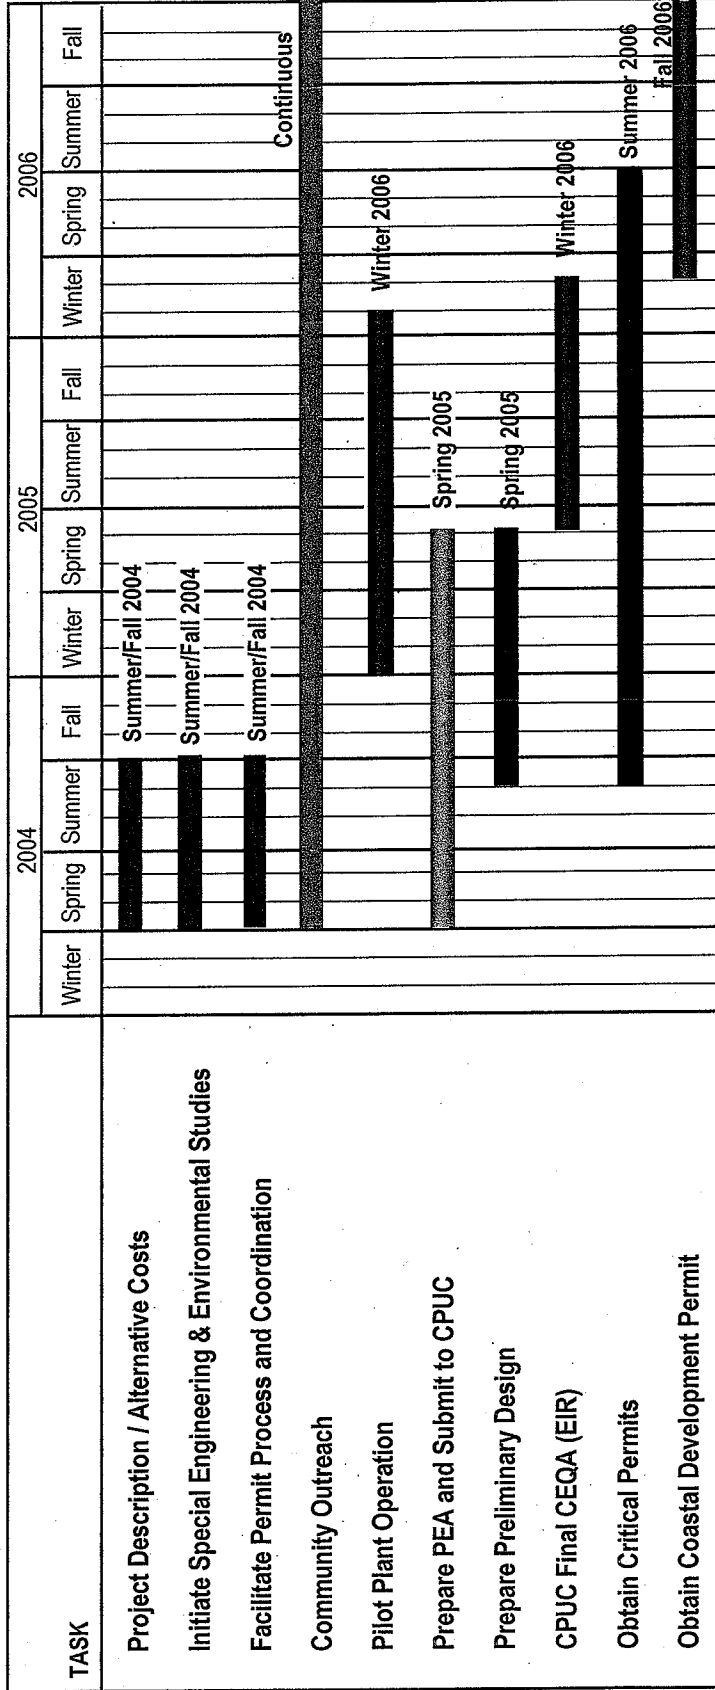 2004 2005 2006
TASK Winter Spring Summer Fall Winter Spring Summer Fall Winter Spring Summer Fall
Project Description / Alternative Costs Summer/Fall 2004
Initiate Special Engineering & Environmental Studies Summer/Fall 2004
Facilitate Permit Process and Coordination Summer/Fall 2004
Community Outreach Continuous
Pilot Plant Operation Winter 2006
Prepare PEA and Submit to CPUC Spring 2005
Prepare Preliminary Design Spring 2005
CPUC Final CEQA (EIR) Winter 2006
Obtain Critical Permits Summer 2006
Obtain Coastal Development Permit Fall 2006